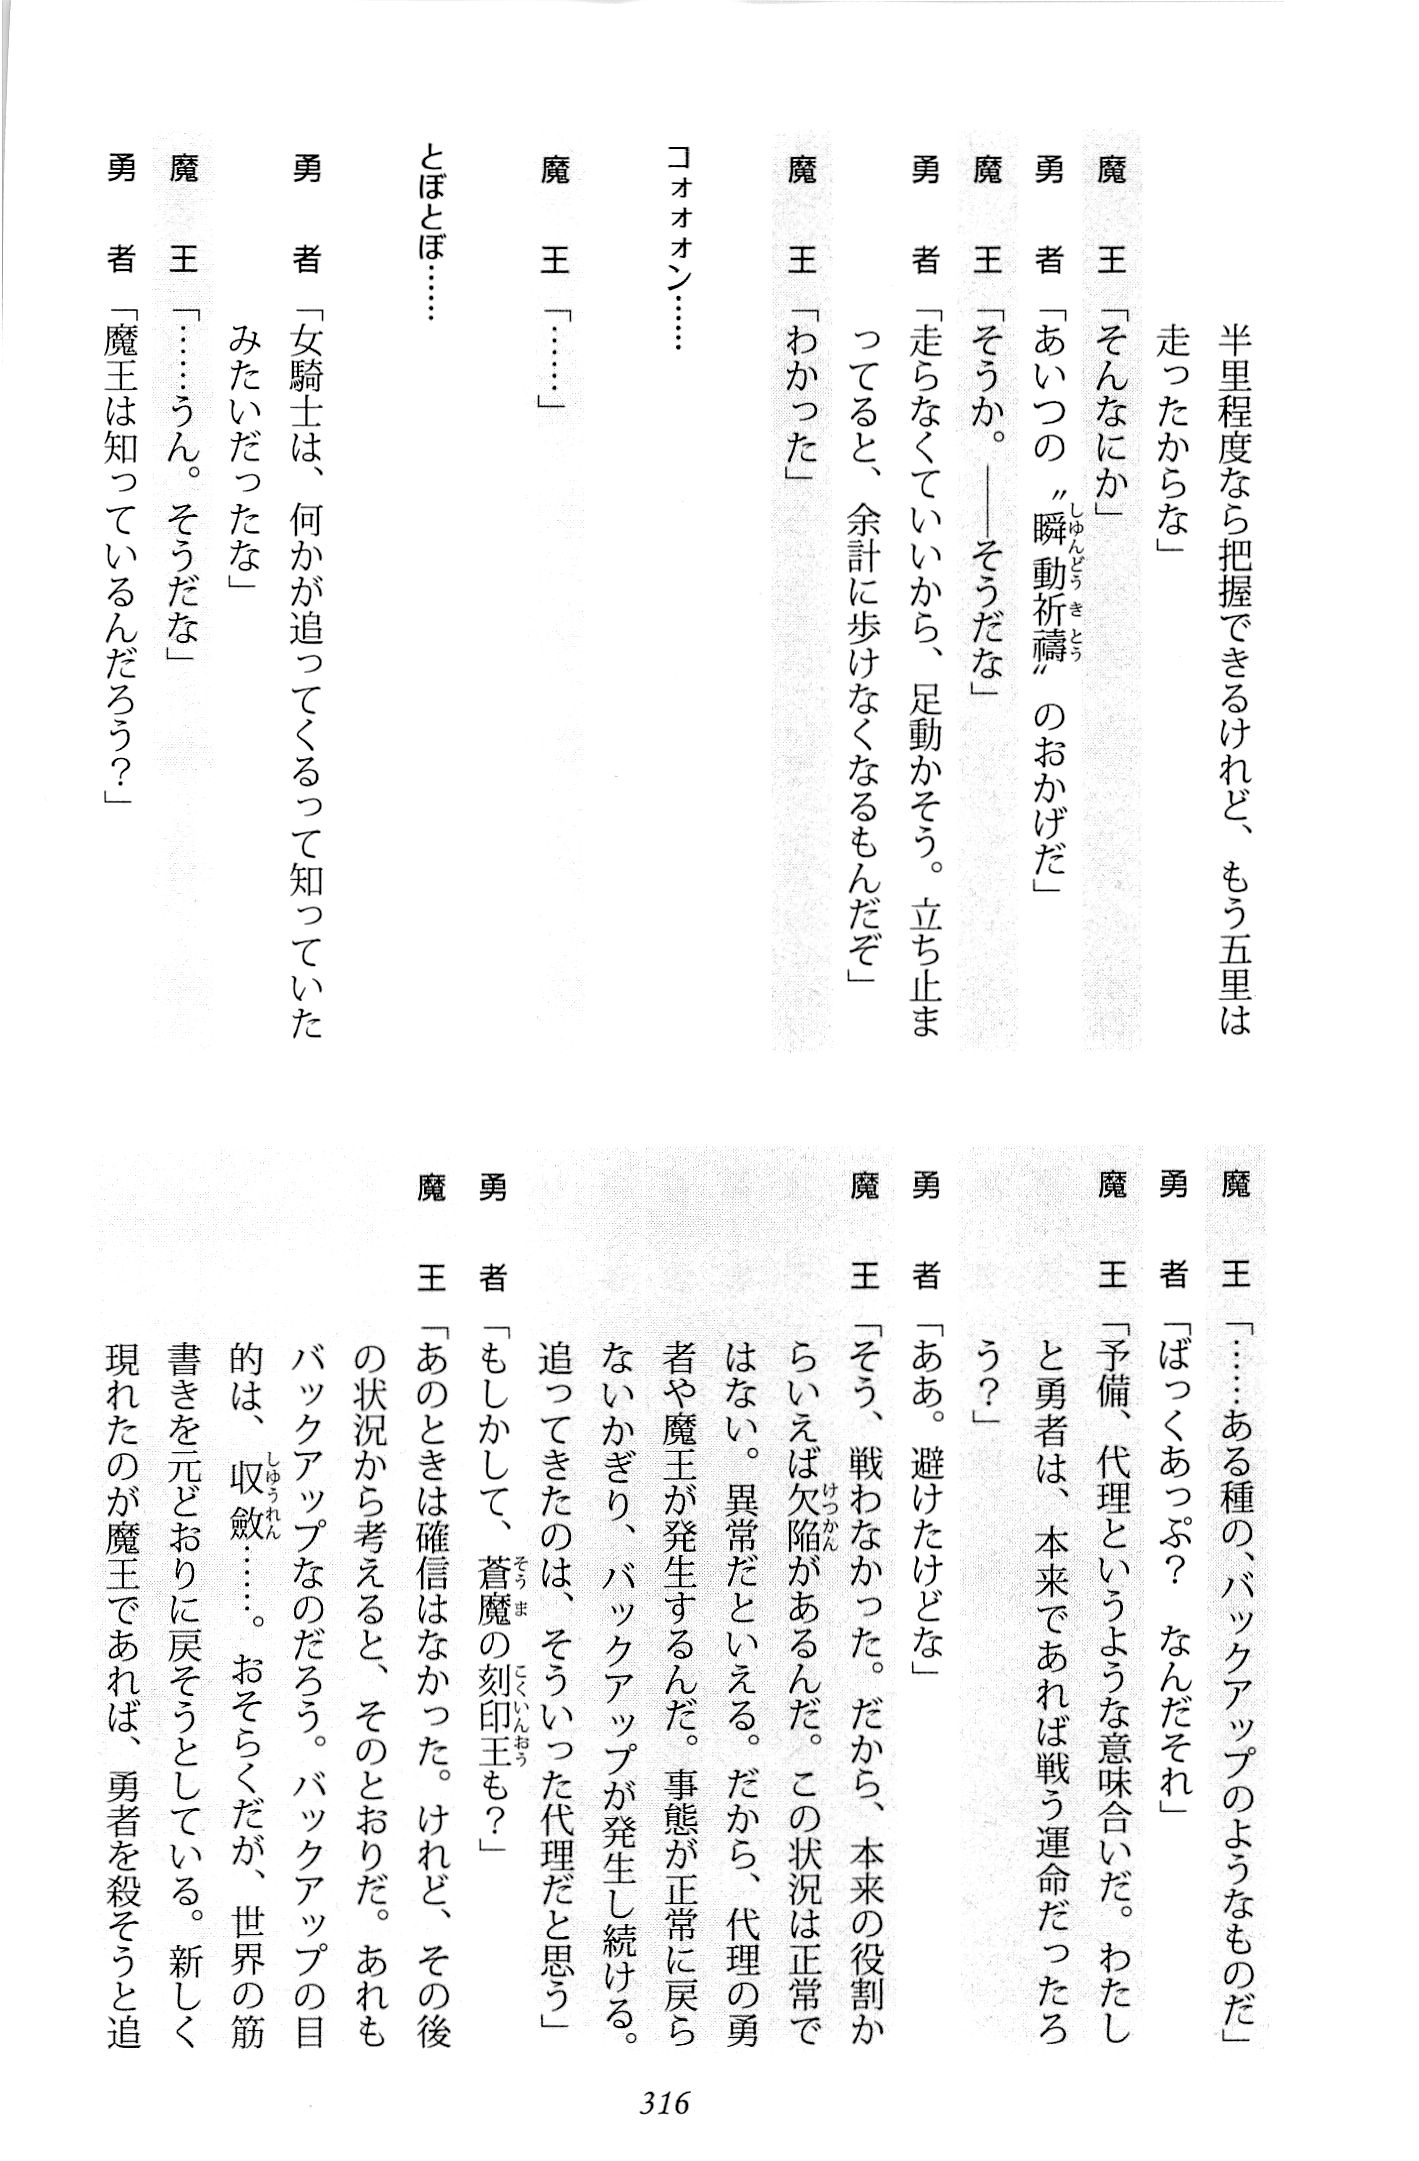 半里程度なら把握できるけれど、もう五里は
走ったからな」
魔　王「そんなにか」
勇　者「あいつの〝瞬動祈禱〟のおかげだ」
魔　王「そうか。――そうだな」
勇　者「走らなくていいから、足動かそう。立ち止ま
ってると、余計に歩けなくなるもんだぞ」
魔　王「わかった」
コォォォン……
魔　王「……」
とぼとぼ……
勇　者「女騎士は、何かが追ってくるって知っていた
みたいだったな」
魔　王「……うん。そうだな」
勇　者「魔王は知っているんだろう？」
魔　王「……ある種の、バックアップのようなものだ」
勇　者「ばっくあっぷ？　なんだそれ」
魔　王「予備、代理というような意味合いだ。わたし
と勇者は、本来であれば戦う運命だったろ
う？」
勇　者「ああ。避けたけどな」
魔　王「そう、戦わなかった。だから、本来の役割か
らいえば欠陥があるんだ。この状況は正常で
はない。異常だといえる。だから、代理の勇
者や魔王が発生するんだ。事態が正常に戻ら
ないかぎり、バックアップが発生し続ける。
追ってきたのは、そういった代理だと思う」
勇　者「もしかして、蒼魔の刻印王も？」
魔　王「あのときは確信はなかった。けれど、その後
の状況から考えると、そのとおりだ。あれも
バックアップなのだろう。バックアップの目
的は、収斂……。おそらくだが、世界の筋
書きを元どおりに戻そうとしている。新しく
現れたのが魔王であれば、勇者を殺そうと追
316